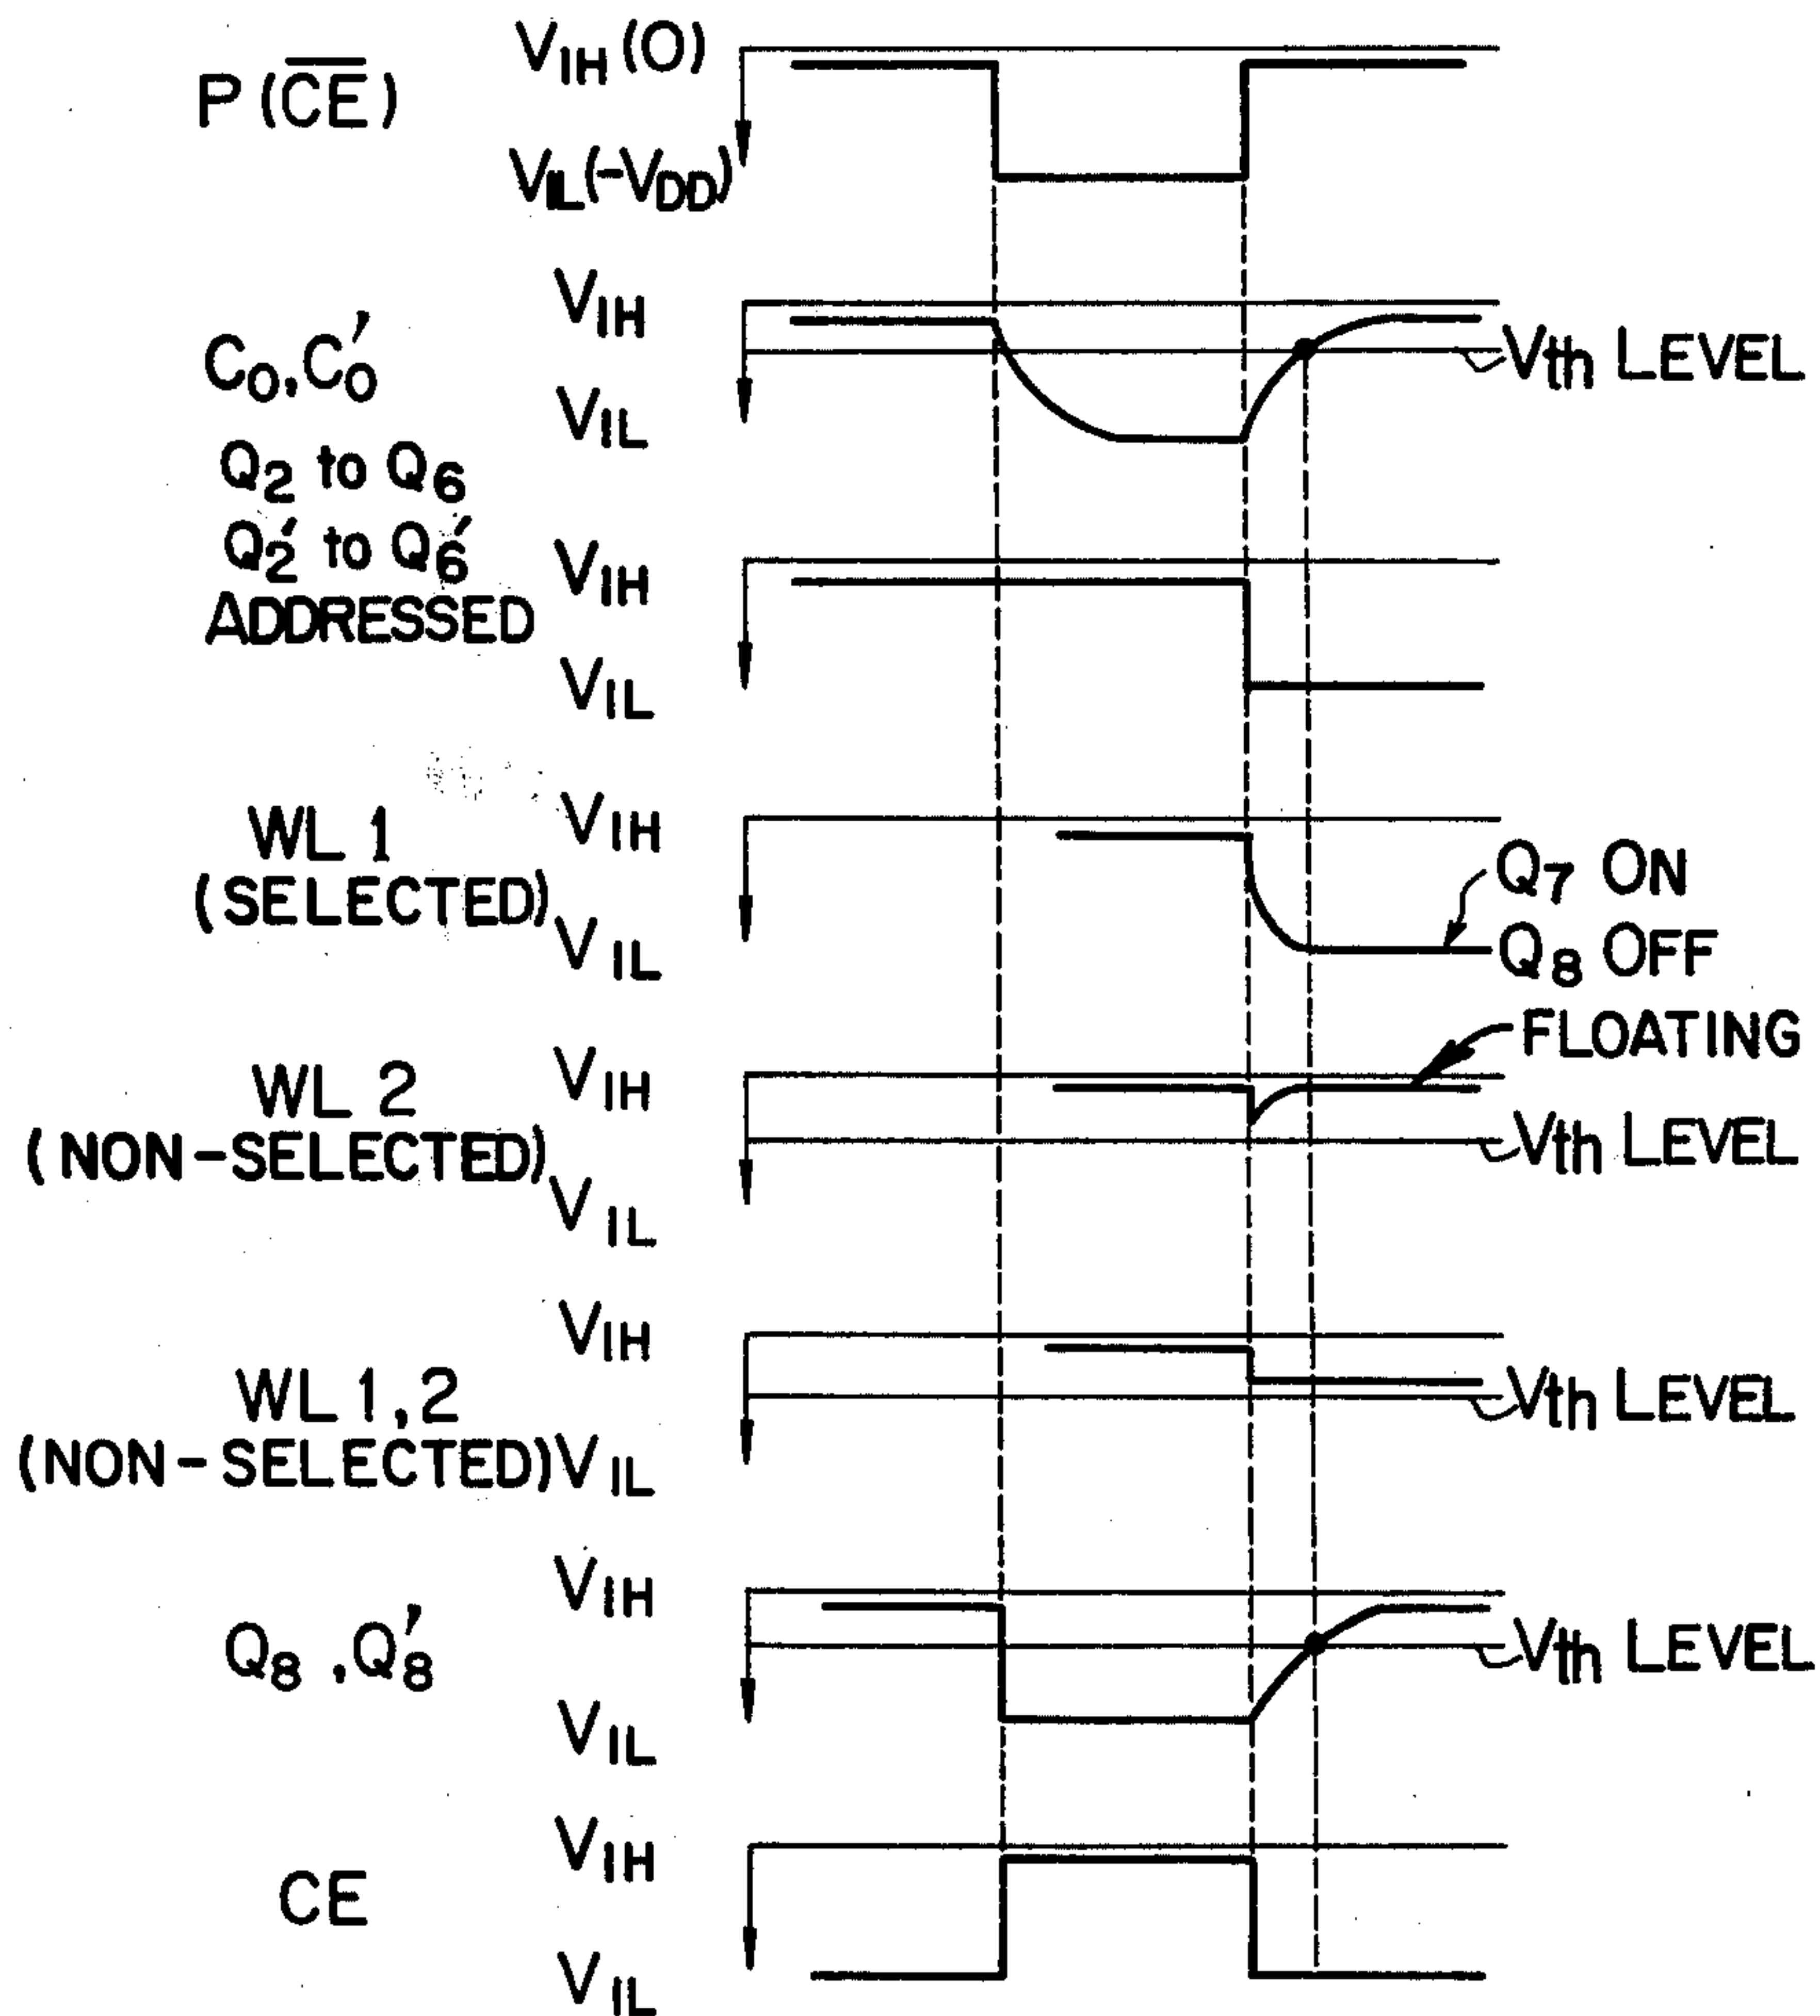 P(C̅E̅) VIH(O)
VIL(-VDD)
VIH
C0,C0' Vth LEVEL
VIL
Q2 to Q6
Q2' to Q6' VIH
ADDRESSED
VIL
WL 1 VIH
(SELECTED) Q7 ON
VIL Q8 OFF
FLOATING
WL 2 VIH
(NON-SELECTED) Vth LEVEL
VIL
VIH
WL 1,2 Vth LEVEL
(NON-SELECTED) VIL
VIH
Q8 ,Q8' Vth LEVEL
VIL
VIH
CE
VIL